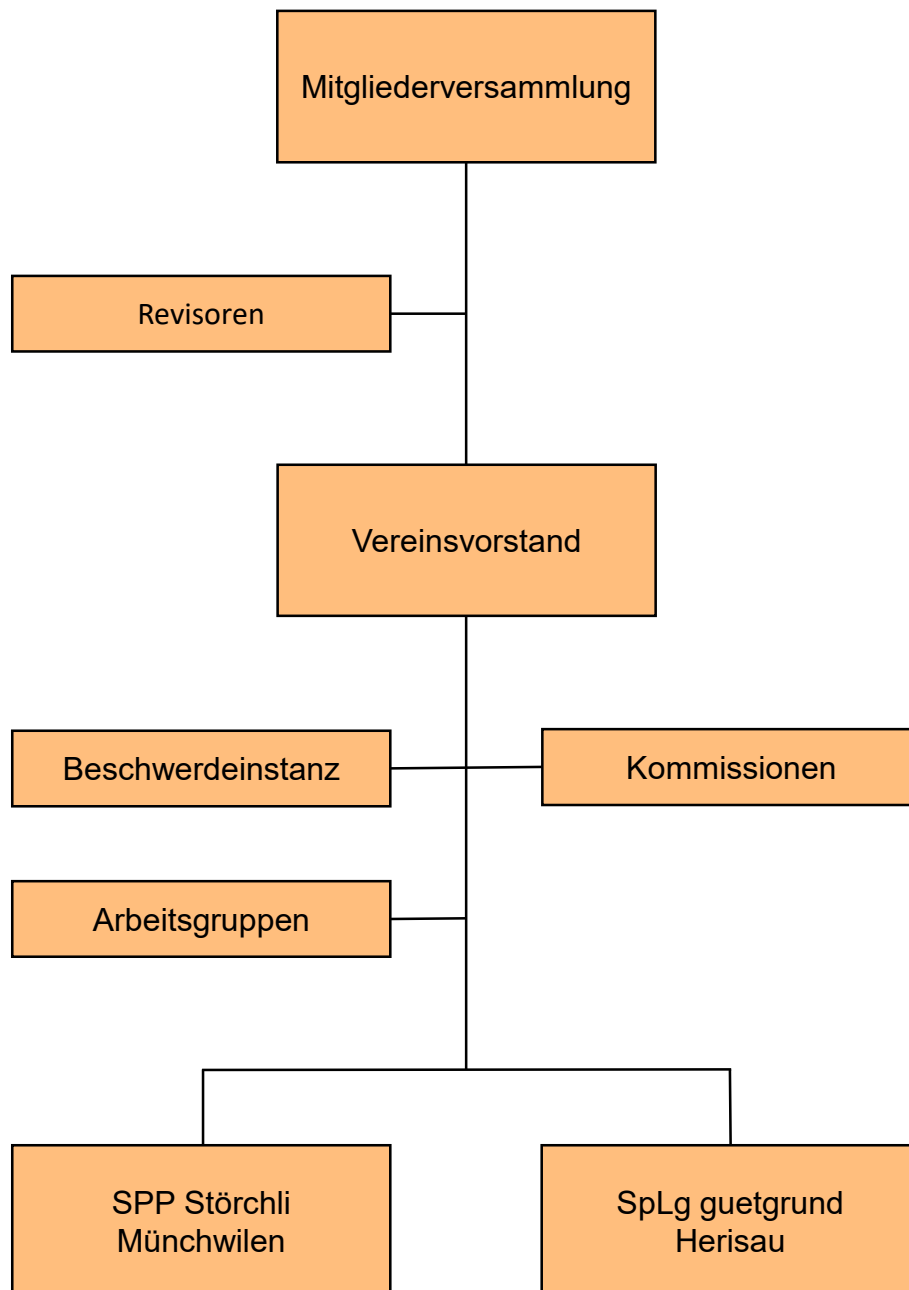 Mitgliederversammlung
Revisoren
Vereinsvorstand
Beschwerdeinstanz
Kommissionen
Arbeitsgruppen
SPP Störchli
Münchwilen
SpLg guetgrund
Herisau